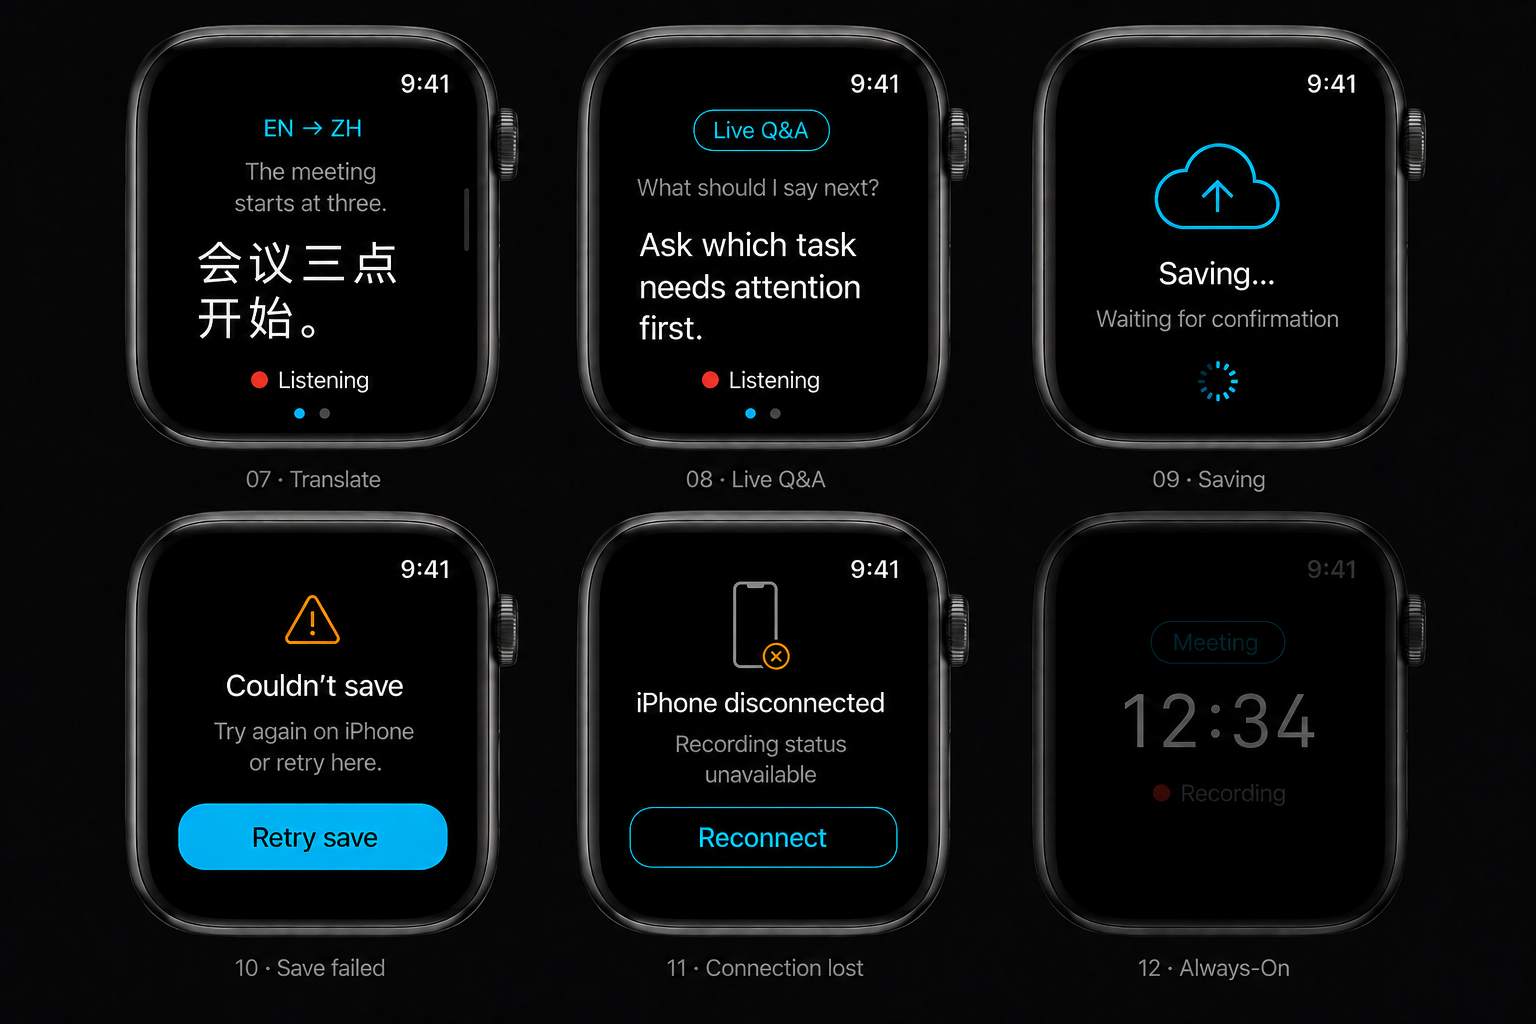 9:41
EN → ZH
The meeting
starts at three.
会议三点
开始。
Listening
07 · Translate
9:41
Live Q&A
What should I say next?
Ask which task
needs attention
first.
Listening
08 · Live Q&A
9:41
Saving...
Waiting for confirmation
09 · Saving
9:41
Couldn't save
Try again on iPhone
or retry here.
Retry save
10 · Save failed
9:41
iPhone disconnected
Recording status
unavailable
Reconnect
11 · Connection lost
9:41
Meeting
12:34
Recording
12 · Always-On